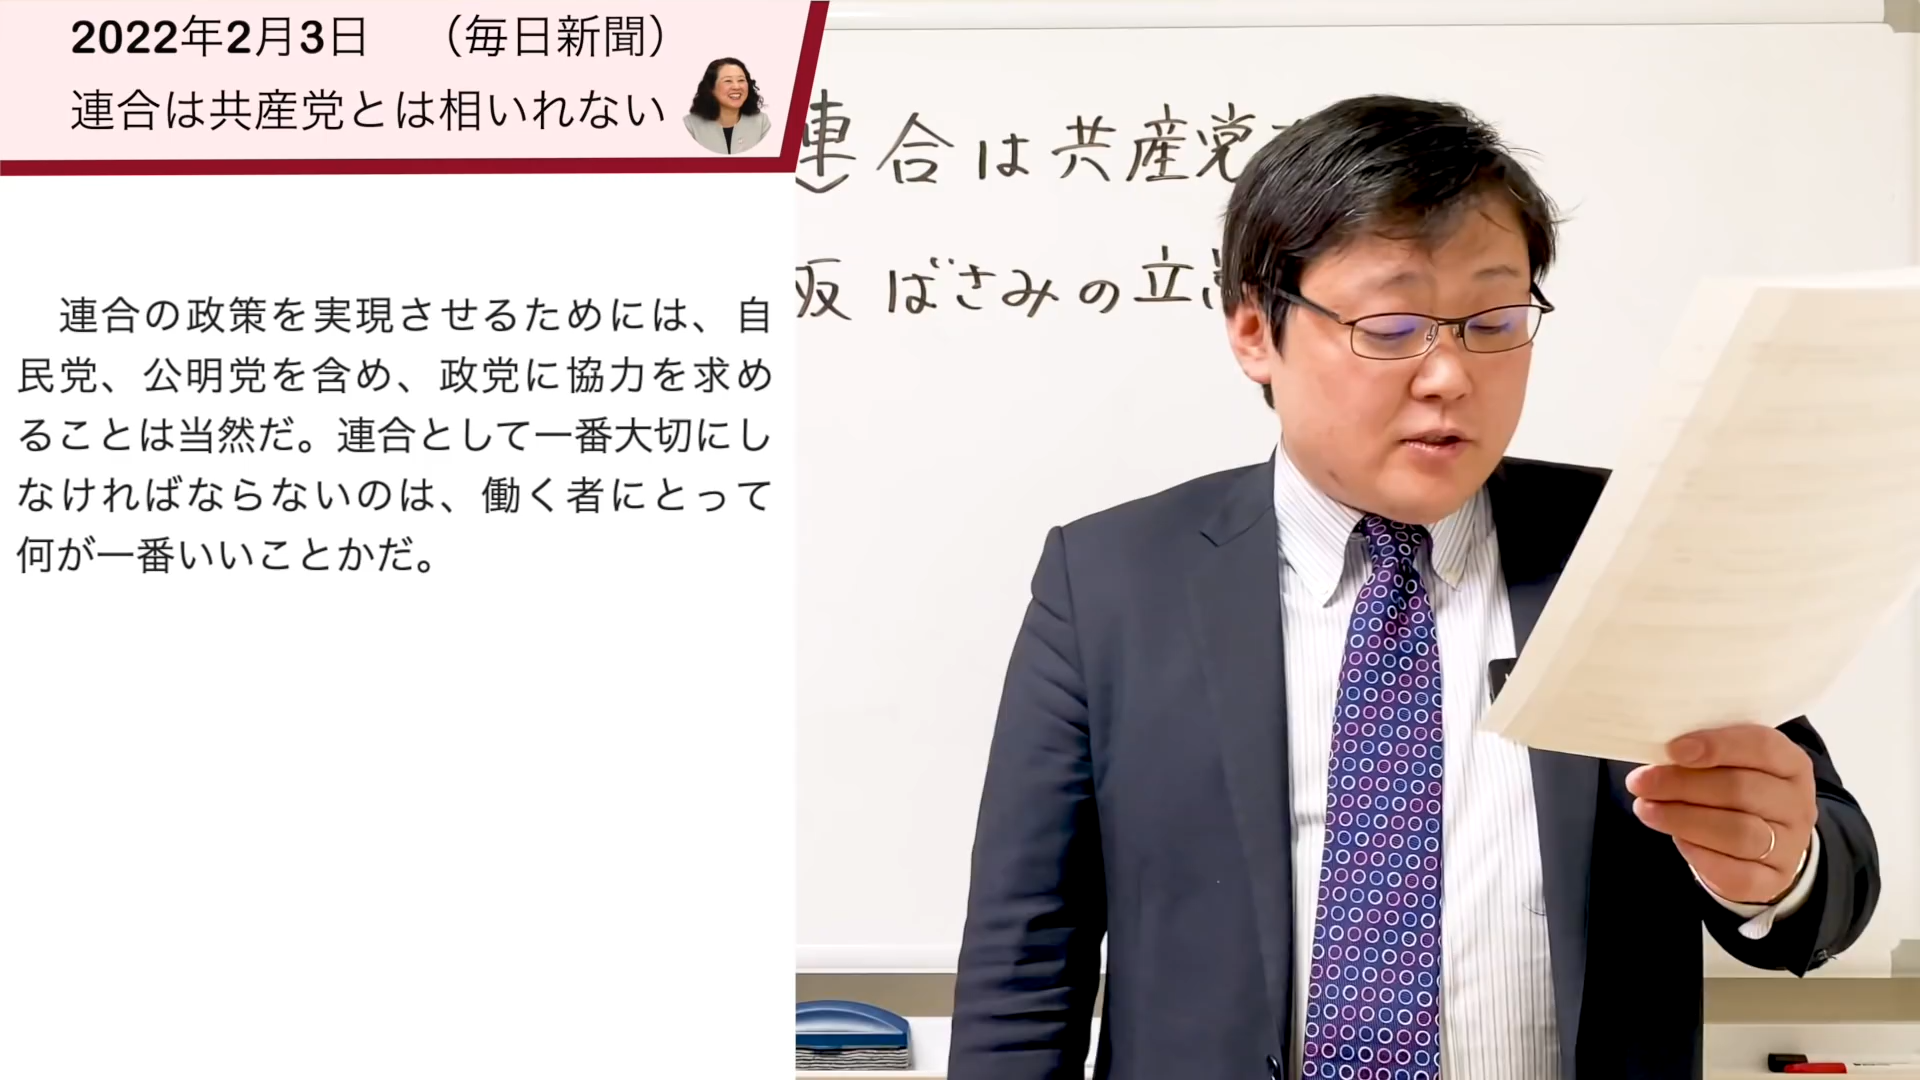 2022年2月3日 （毎日新聞）
連合は共産党とは相いれない
連合の政策を実現させるためには、自
民党、公明党を含め、政党に協力を求め
ることは当然だ。連合として一番大切にし
なければならないのは、働く者にとって
何が一番いいことかだ。
連合は共産党
ばさみの立